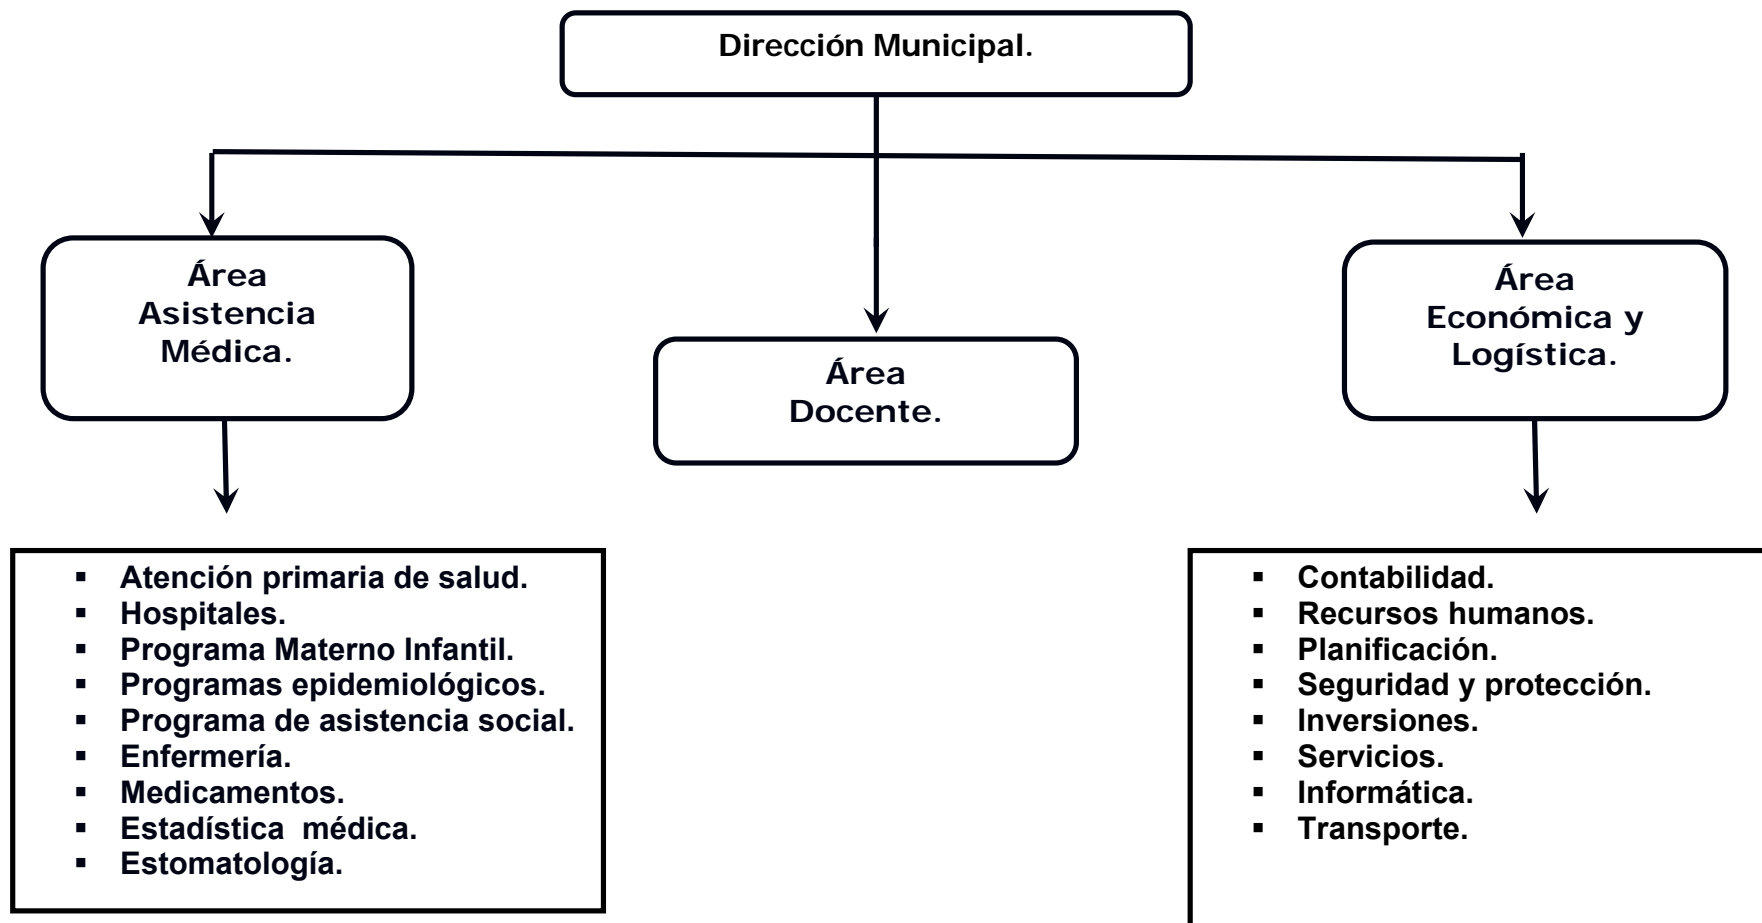 Dirección Municipal.
Área
Asistencia
Médica.
Área
Docente.
Área
Económica y
Logística.
▪ Atención primaria de salud.
▪ Hospitales.
▪ Programa Materno Infantil.
▪ Programas epidemiológicos.
▪ Programa de asistencia social.
▪ Enfermería.
▪ Medicamentos.
▪ Estadística  médica.
▪ Estomatología.
▪ Contabilidad.
▪ Recursos humanos.
▪ Planificación.
▪ Seguridad y protección.
▪ Inversiones.
▪ Servicios.
▪ Informática.
▪ Transporte.